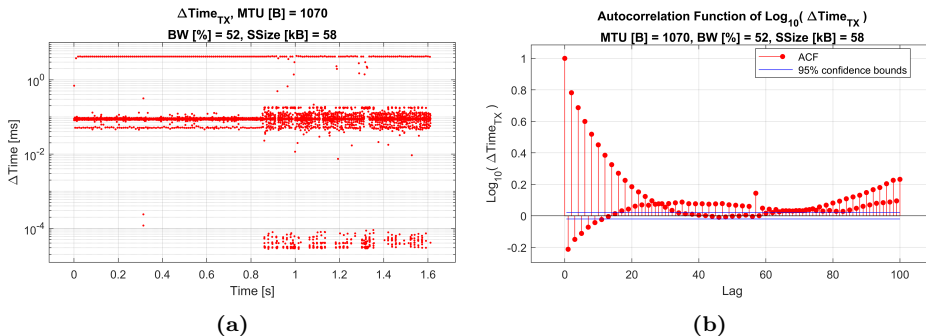 ΔTime_TX, MTU [B] = 1070
BW [%] = 52, SSize [kB] = 58
ΔTime [ms]
10^0
10^-2
10^-4
0 0.2 0.4 0.6 0.8 1 1.2 1.4 1.6
Time [s]
(a)
Autocorrelation Function of Log_10( ΔTime_TX )
MTU [B] = 1070, BW [%] = 52, SSize [kB] = 58
ACF
95% confidence bounds
Log_10( ΔTime_TX )
1
0.8
0.6
0.4
0.2
0
-0.2
0 20 40 60 80 100
Lag
(b)